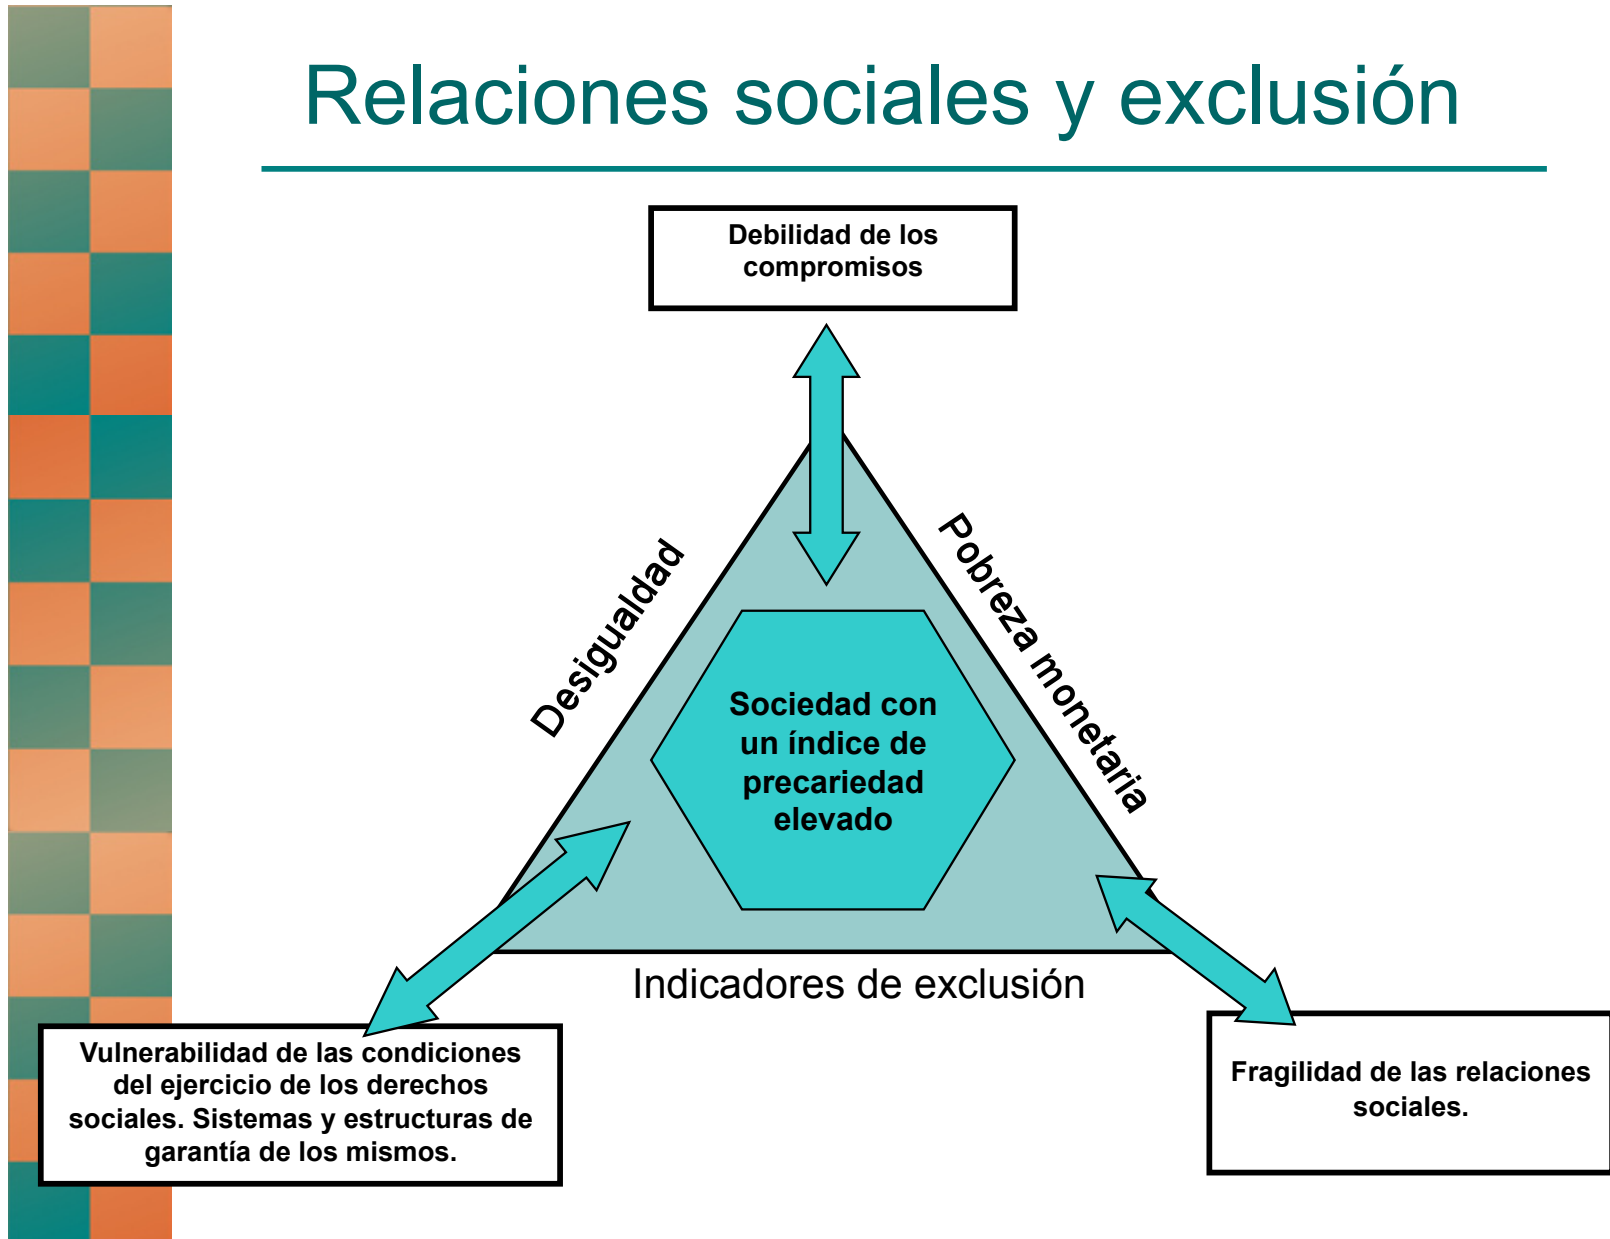 Relaciones sociales y exclusión
Debilidad de los
compromisos
Desigualdad
Pobreza monetaria
Sociedad con
un índice de
precariedad
elevado
Indicadores de exclusión
Vulnerabilidad de las condiciones
del ejercicio de los derechos
sociales. Sistemas y estructuras de
garantía de los mismos.
Fragilidad de las relaciones
sociales.